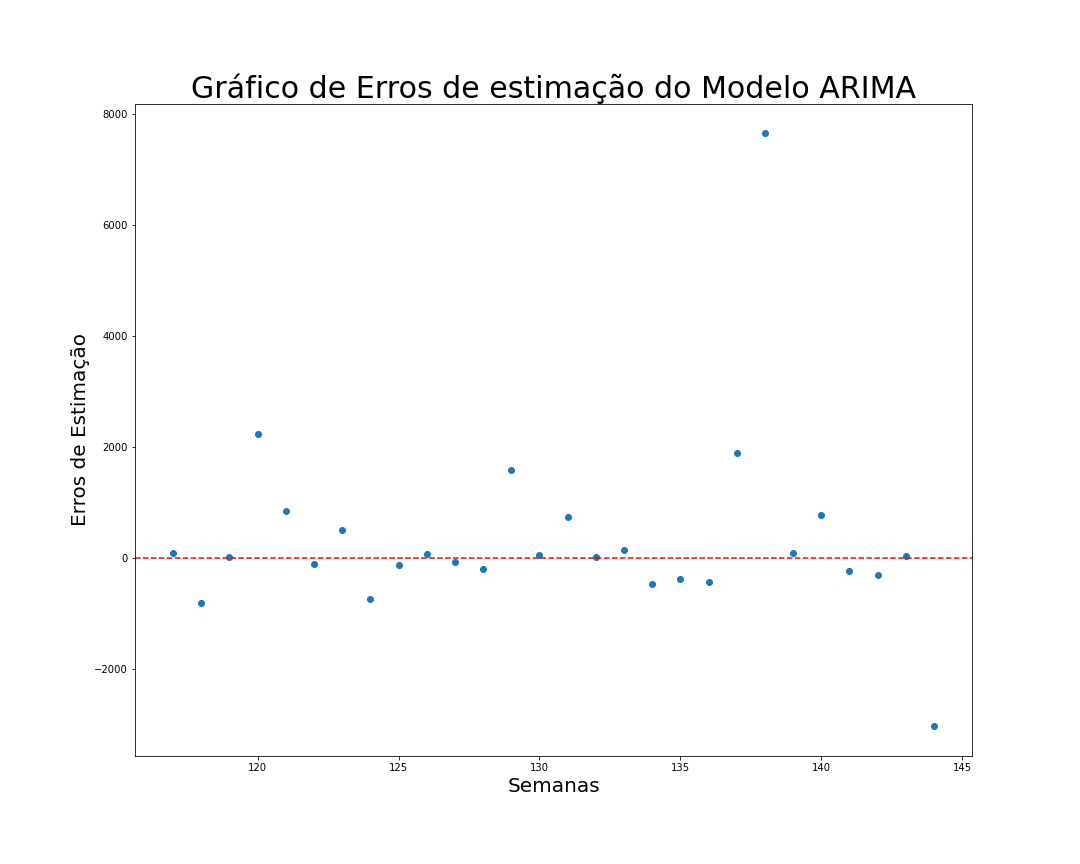 Gráfico de Erros de estimação do Modelo ARIMA
8000
6000
4000
2000
0
−2000
Erros de Estimação
120 125 130 135 140 145
Semanas